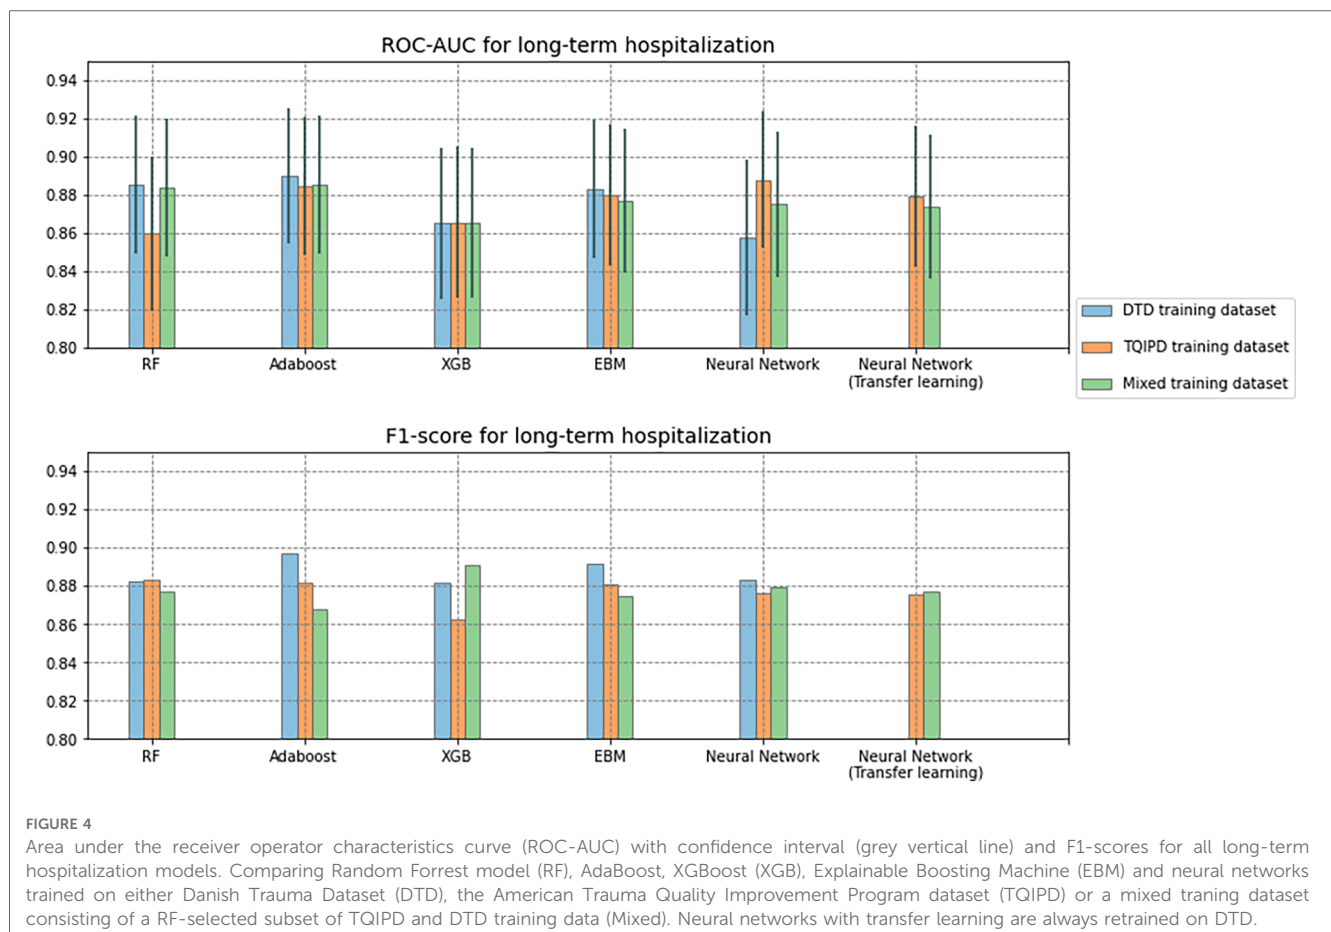 ROC-AUC for long-term hospitalization
0.94
0.92
0.90
0.88
0.86
0.84
0.82
0.80
RF
Adaboost
XGB
EBM
Neural Network
Neural Network
(Transfer learning)
DTD training dataset
TQIPD training dataset
Mixed training dataset
F1-score for long-term hospitalization
0.94
0.92
0.90
0.88
0.86
0.84
0.82
0.80
RF
Adaboost
XGB
EBM
Neural Network
Neural Network
(Transfer learning)
FIGURE 4
Area under the receiver operator characteristics curve (ROC-AUC) with confidence interval (grey vertical line) and F1-scores for all long-term
hospitalization models. Comparing Random Forrest model (RF), AdaBoost, XGBoost (XGB), Explainable Boosting Machine (EBM) and neural networks
trained on either Danish Trauma Dataset (DTD), the American Trauma Quality Improvement Program dataset (TQIPD) or a mixed traning dataset
consisting of a RF-selected subset of TQIPD and DTD training data (Mixed). Neural networks with transfer learning are always retrained on DTD.